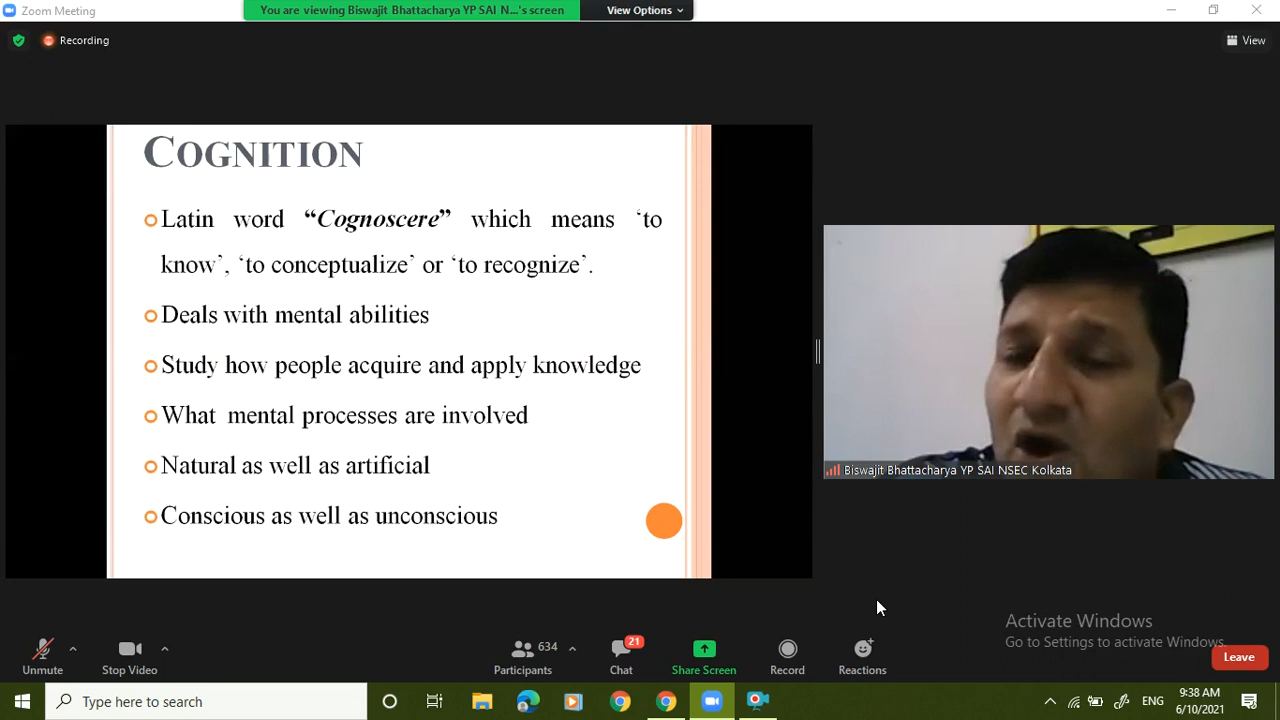 Zoom Meeting
You are viewing Biswajit Bhattacharya YP SAI N...'s screen
View Options
Recording
View
COGNITION
Latin word “Cognoscere” which means ‘to
know’, ‘to conceptualize’ or ‘to recognize’.
Deals with mental abilities
Study how people acquire and apply knowledge
What mental processes are involved
Natural as well as artificial
Conscious as well as unconscious
Biswajit Bhattacharya YP SAI NSEC Kolkata
Activate Windows
Go to Settings to activate Windows.
634
21
Unmute
Stop Video
Participants
Chat
Share Screen
Record
Reactions
Leave
Type here to search
ENG
9:38 AM
6/10/2021